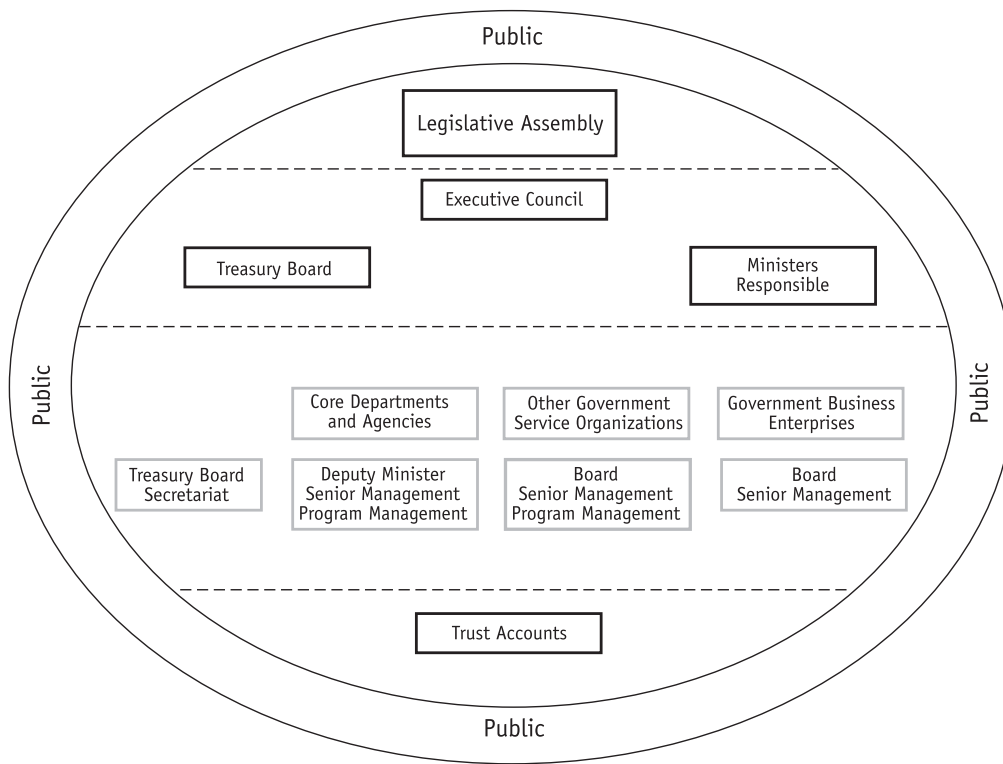 Public
Legislative Assembly
Executive Council
Treasury Board
Ministers
Responsible
Public
Public
Core Departments
and Agencies
Other Government
Service Organizations
Government Business
Enterprises
Treasury Board
Secretariat
Deputy Minister
Senior Management
Program Management
Board
Senior Management
Program Management
Board
Senior Management
Trust Accounts
Public